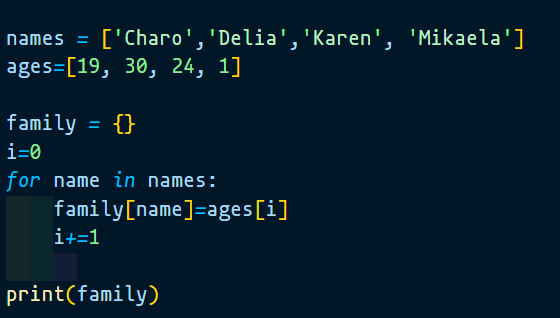 names = ['Charo','Delia','Karen', 'Mikaela']
ages=[19, 30, 24, 1]
family = {}
i=0
for name in names:
    family[name]=ages[i]
    i+=1
print(family)